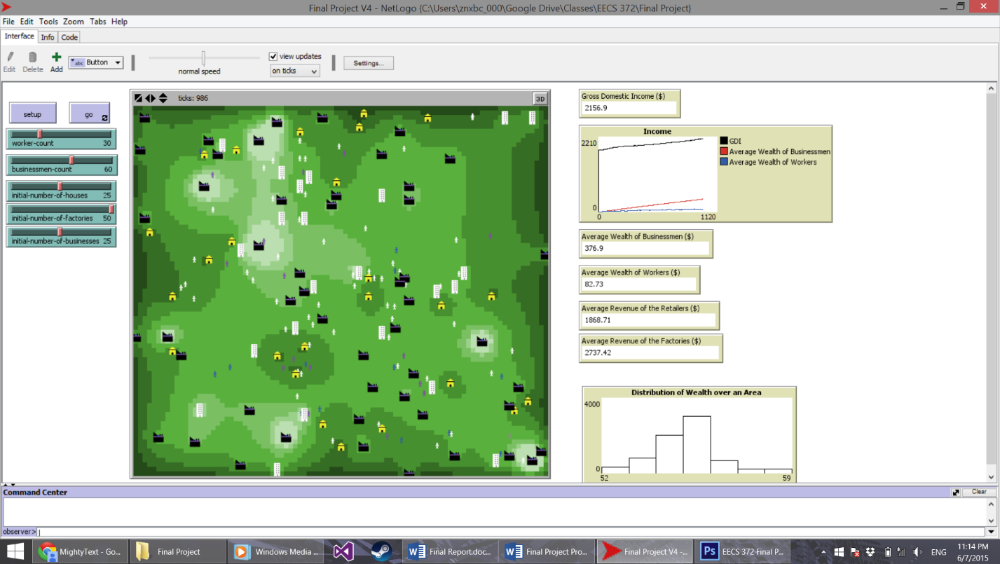 Final Project V4 - NetLogo {C:\Users\znxbc_000\Google Drive\Classes\EECS 372\Final Project}
File Edit Tools Zoom Tabs Help
Interface Info Code
Edit Delete Add
abc Button
normal speed
view updates
on ticks
Settings...
ticks: 986
3D
setup
go
worker-count 30
businessmen-count 60
initial-number-of-houses 25
initial-number-of-factories 50
initial-number-of-businesses 25
Gross Domestic Income ($)
2156.9
Income
2210
0
0 1120
GDI
Average Wealth of Businessmen
Average Wealth of Workers
Average Wealth of Businessmen ($)
376.9
Average Wealth of Workers ($)
82.73
Average Revenue of the Retailers ($)
1868.71
Average Revenue of the Factories ($)
2737.42
Distribution of Wealth over an Area
4000
0
52 59
Command Center
Clear
observer>
MightyText - Go...
Final Project
Windows Media ...
Final Report.doc...
Final Project Pro...
Final Project V4 -...
Ps EECS 372 Final P...
ENG
11:14 PM
6/7/2015